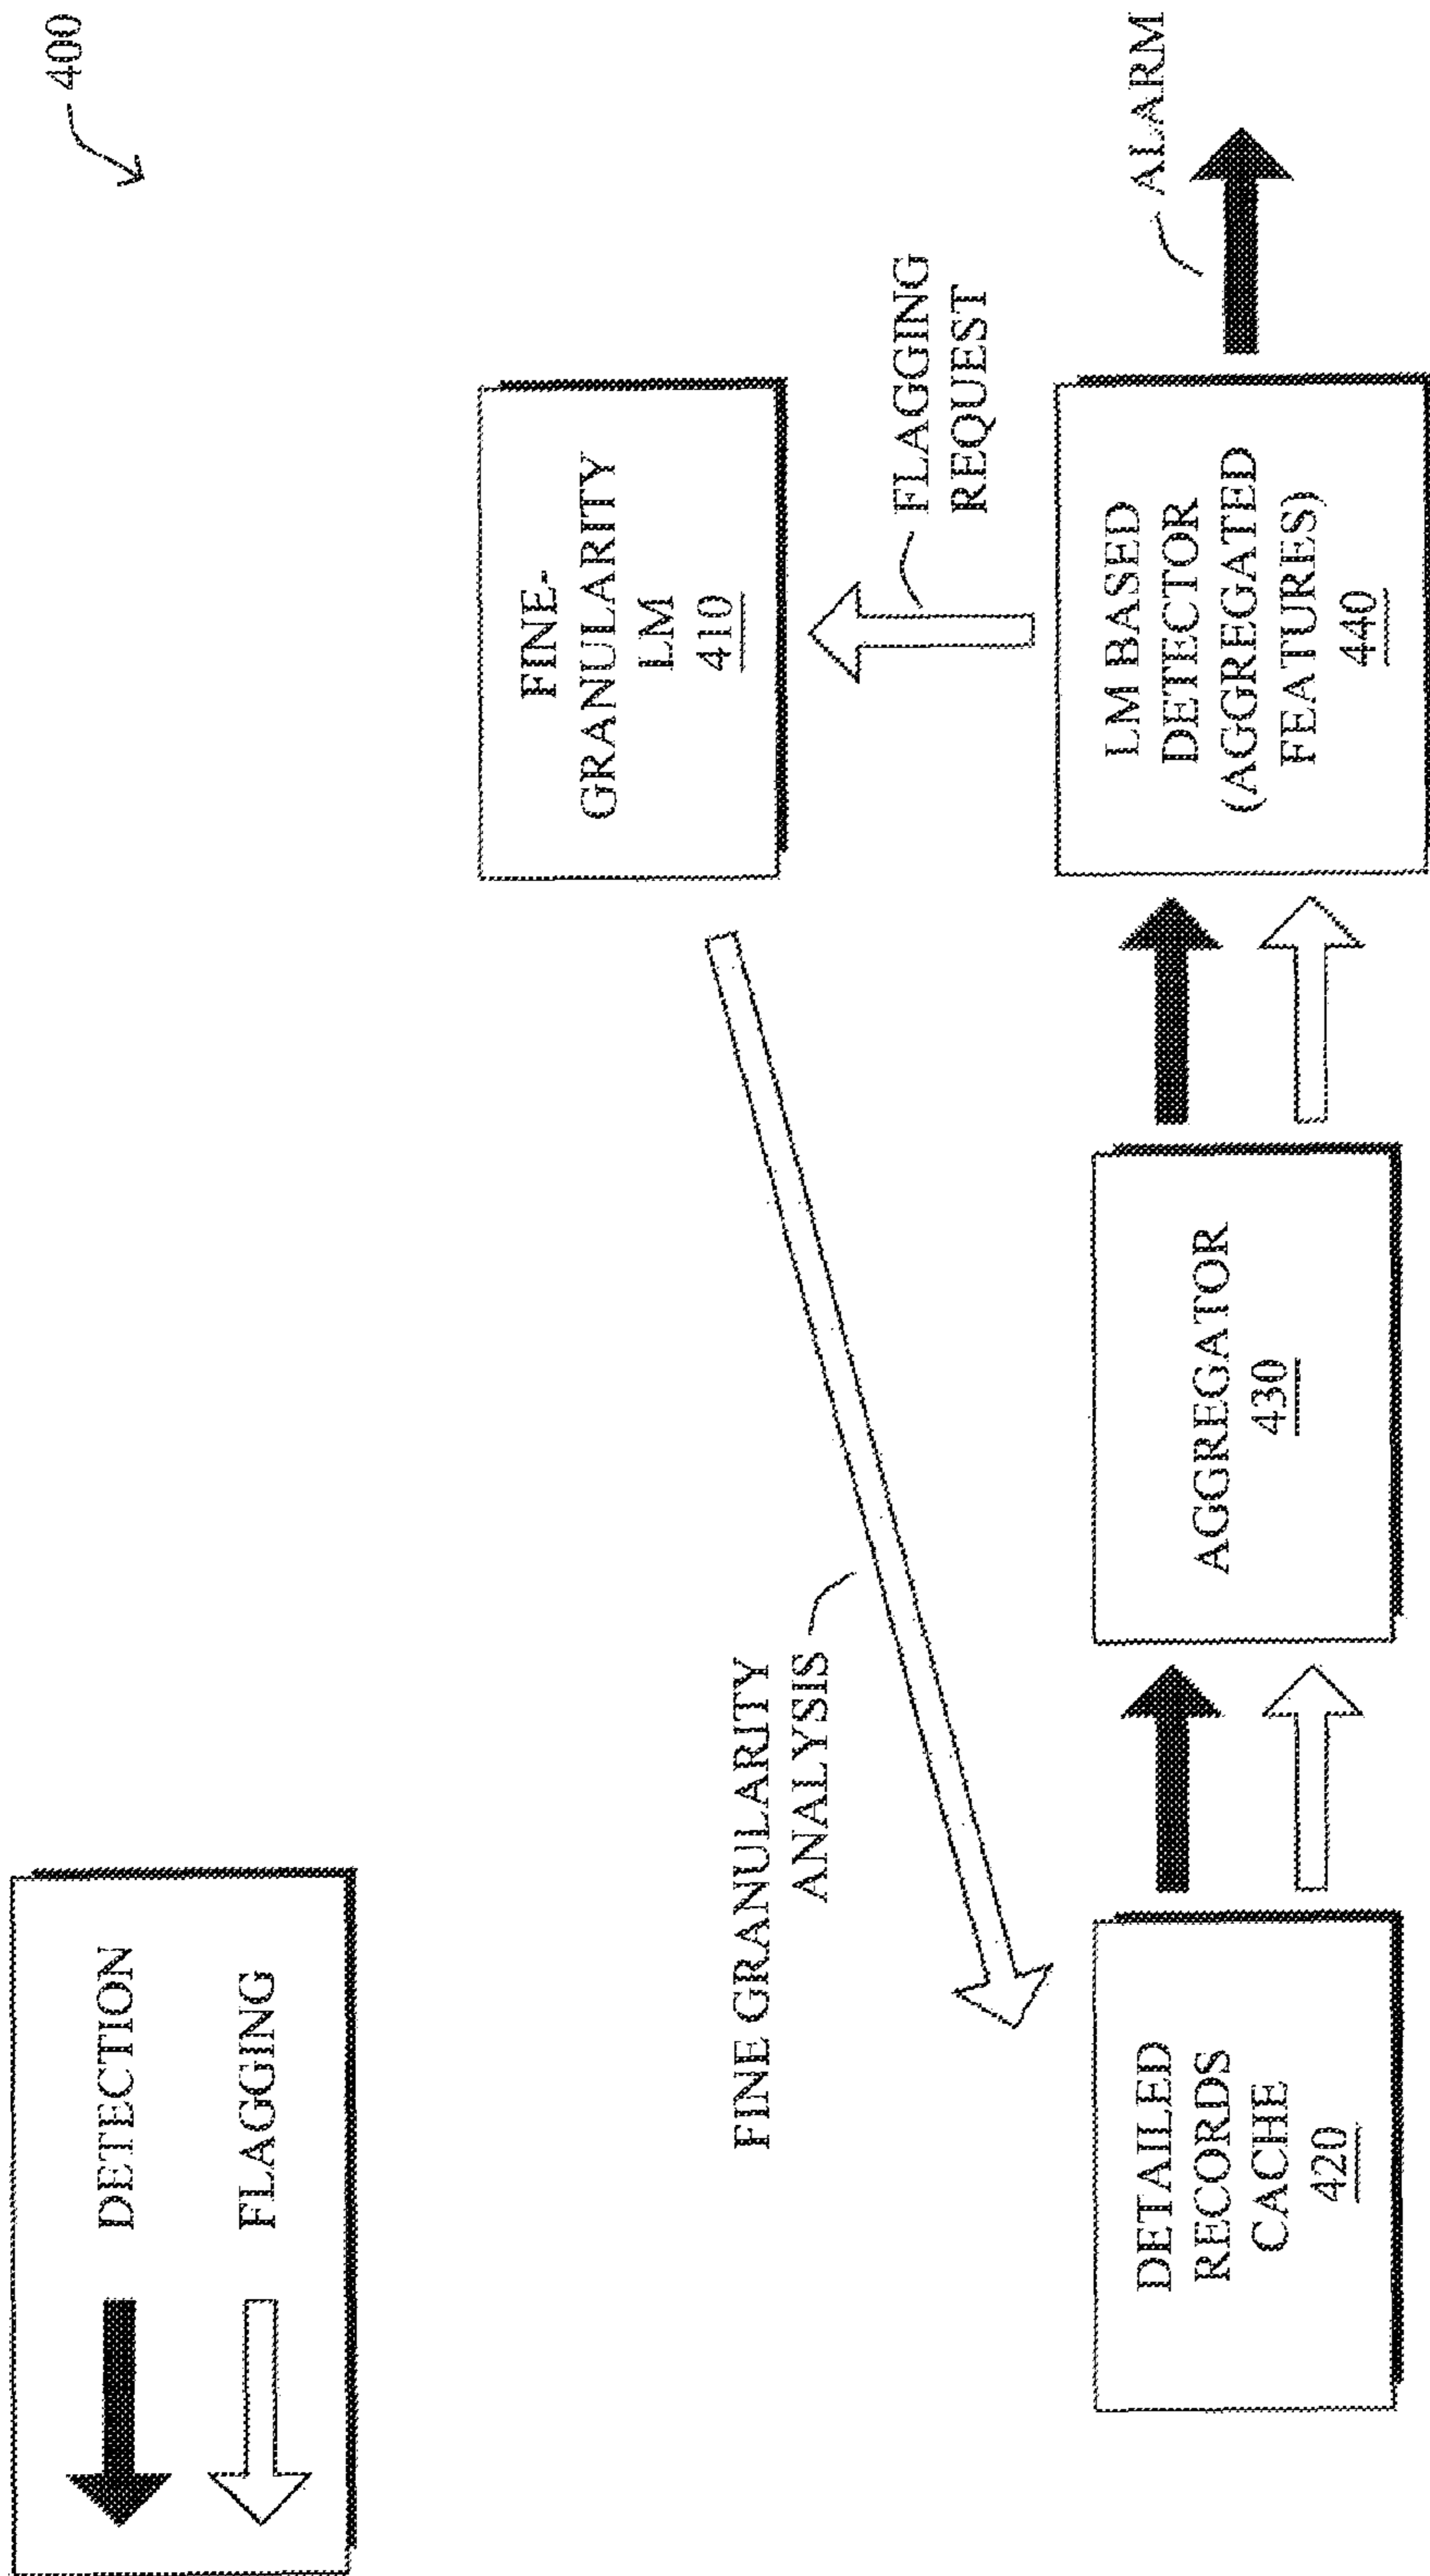 400
DETECTION
FLAGGING
FINE-
GRANULARITY
LM
410
FINE GRANULARITY
ANALYSIS
FLAGGING
REQUEST
ALARM
DETAILED
RECORDS
CACHE
420
AGGREGATOR
430
LM BASED
DETECTOR
(AGGREGATED
FEATURES)
440